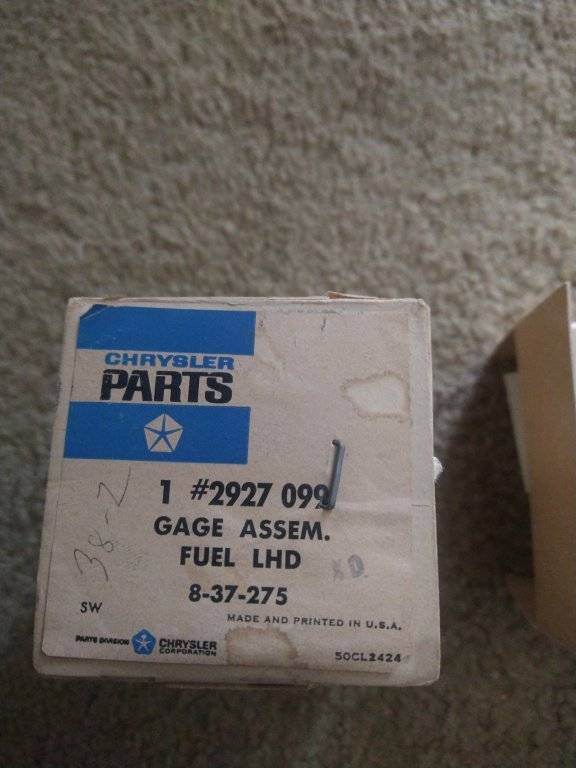 CHRYSLER
PARTS
1 #2927 099
GAGE ASSEM.
FUEL LHD
8-37-275
38-2
SW
MADE AND PRINTED IN U.S.A.
PARTS DIVISION CHRYSLER
CORPORATION
50CL2424